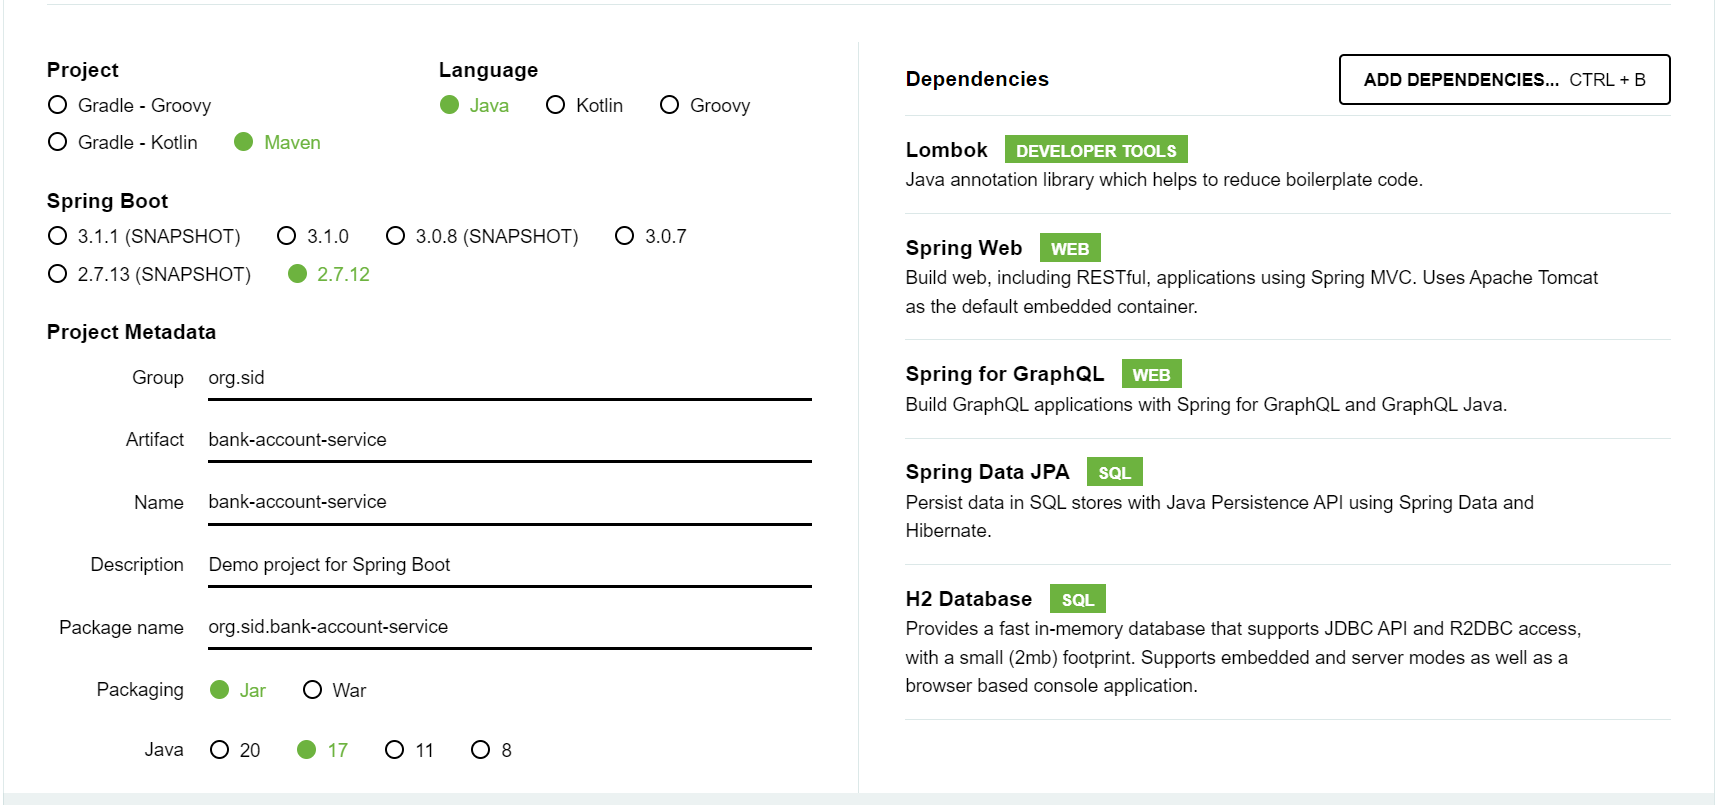 Project
Gradle - Groovy
Gradle - Kotlin Maven
Language
Java Kotlin Groovy
Spring Boot
3.1.1 (SNAPSHOT) 3.1.0 3.0.8 (SNAPSHOT) 3.0.7
2.7.13 (SNAPSHOT) 2.7.12
Project Metadata
Group org.sid
Artifact bank-account-service
Name bank-account-service
Description Demo project for Spring Boot
Package name org.sid.bank-account-service
Packaging Jar War
Java 20 17 11 8
Dependencies ADD DEPENDENCIES... CTRL + B
Lombok DEVELOPER TOOLS
Java annotation library which helps to reduce boilerplate code.
Spring Web WEB
Build web, including RESTful, applications using Spring MVC. Uses Apache Tomcat
as the default embedded container.
Spring for GraphQL WEB
Build GraphQL applications with Spring for GraphQL and GraphQL Java.
Spring Data JPA SQL
Persist data in SQL stores with Java Persistence API using Spring Data and
Hibernate.
H2 Database SQL
Provides a fast in-memory database that supports JDBC API and R2DBC access,
with a small (2mb) footprint. Supports embedded and server modes as well as a
browser based console application.